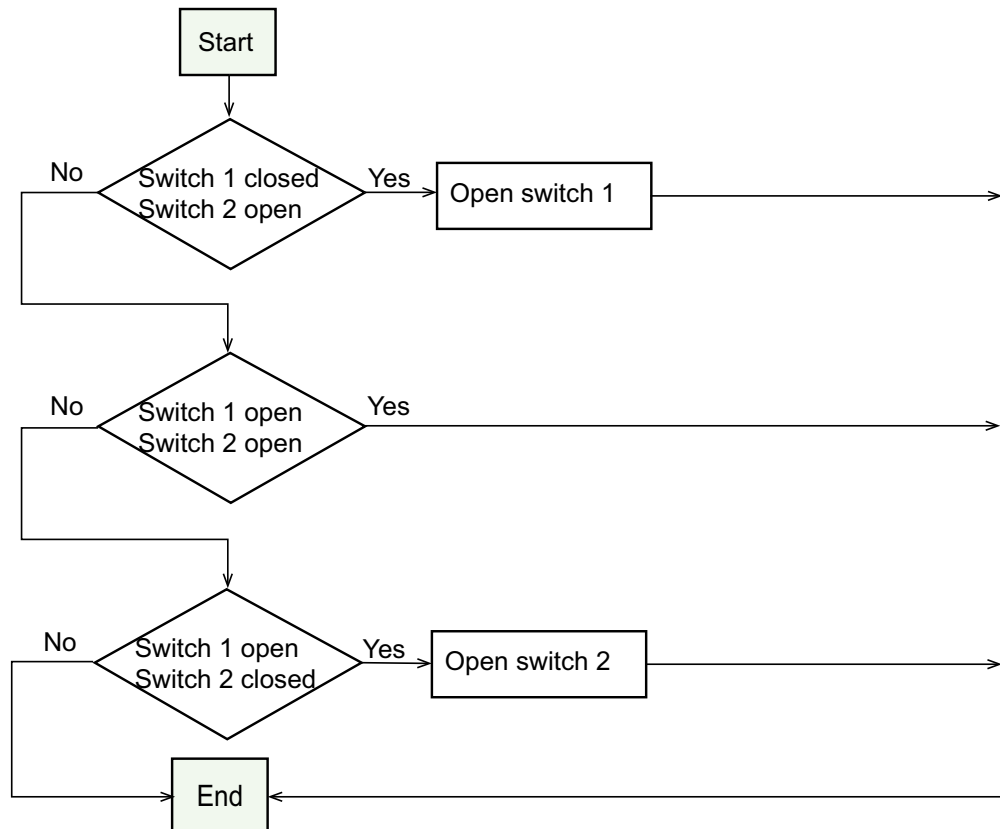 Start
No
Switch 1 closed
Switch 2 open
Yes
Open switch 1
No
Switch 1 open
Switch 2 open
Yes
No
Switch 1 open
Switch 2 closed
Yes
Open switch 2
End